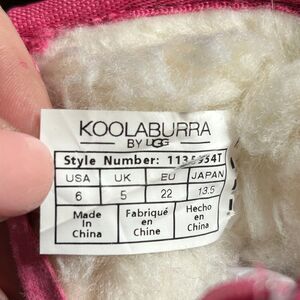 KOOLABURRA
BY UGG
Style Number:
USA UK EU JAPAN
6 5 22 13.5
Made Fabriqué Hecho
in en en
China China China